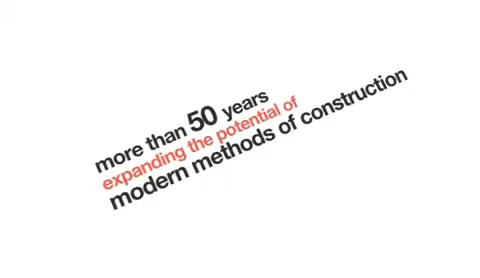 more than 50 years
expanding the potential of
modern methods of construction